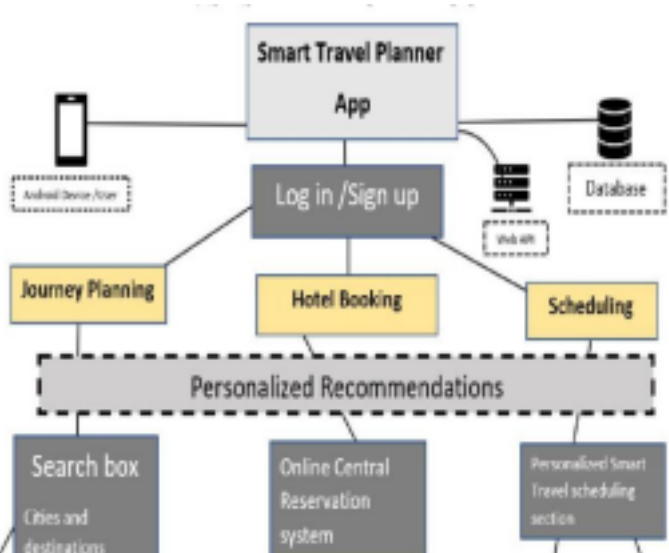 Smart Travel Planner
App
Android Device /User
Database
Log in /Sign up
Web API
Journey Planning
Hotel Booking
Scheduling
Personalized Recommendations
Search box
Cities and
destinations
Online Central
Reservation
system
Personalized Smart
Travel scheduling
section